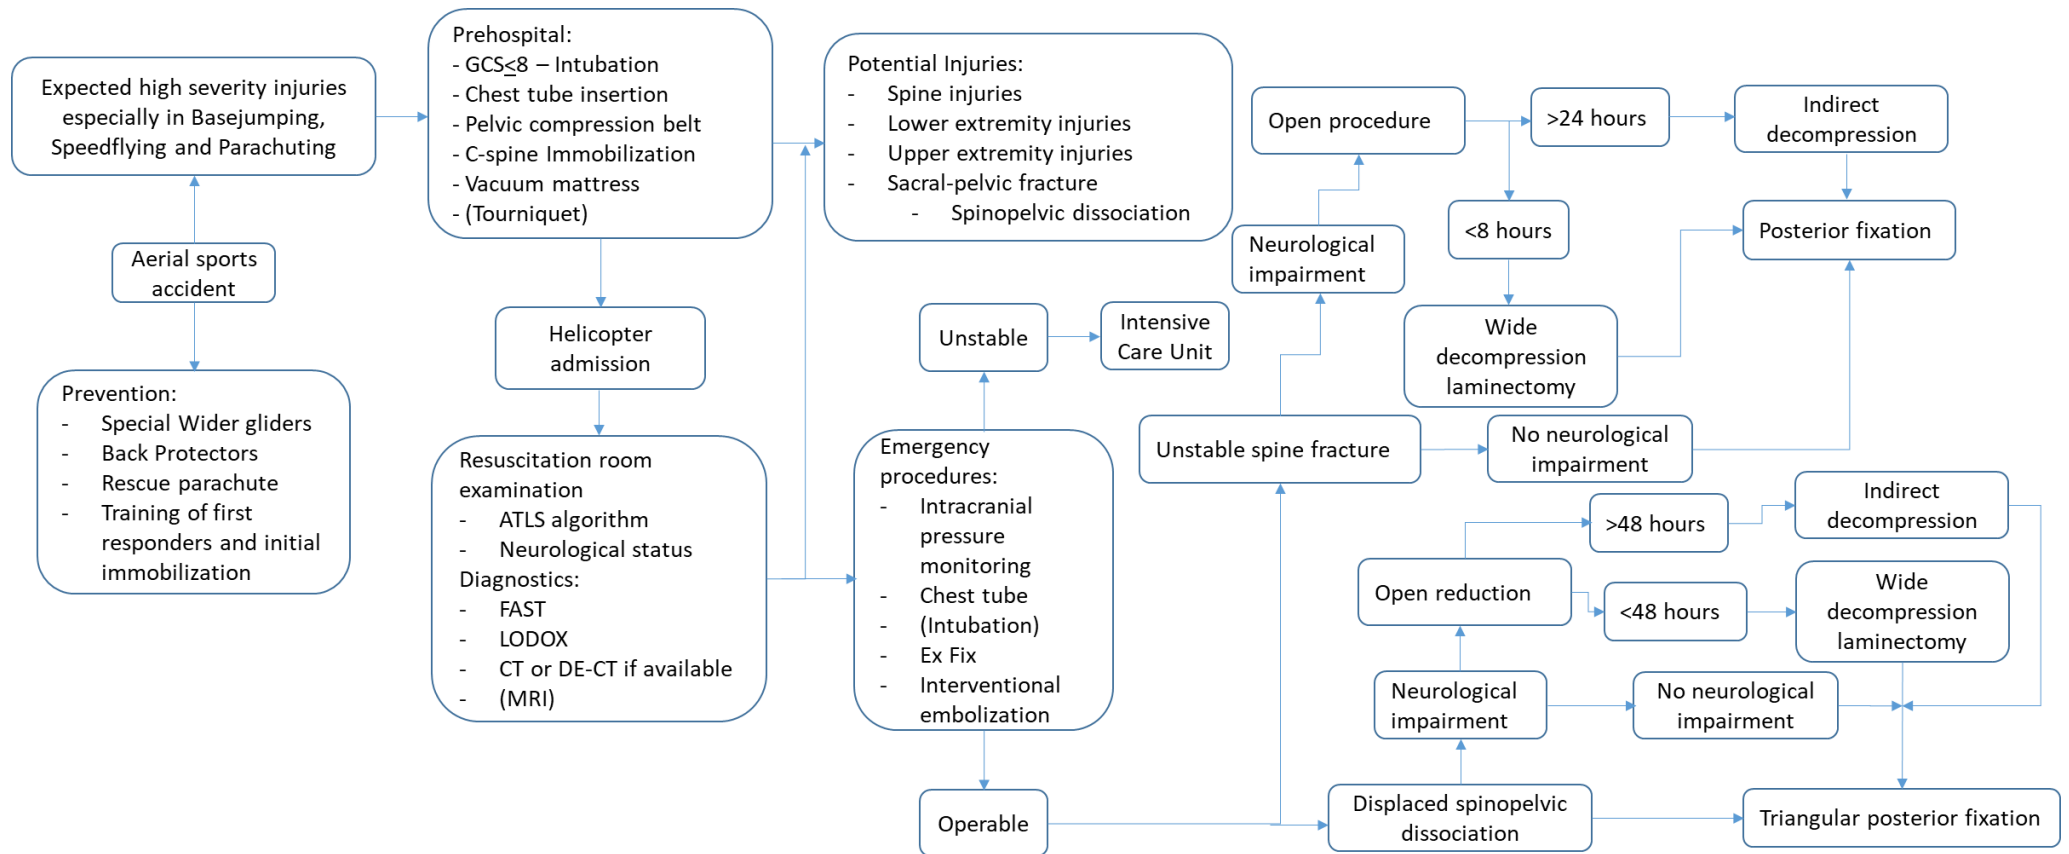 Expected high severity injuries
especially in Basejumping,
Speedflying and Parachuting
Aerial sports
accident
Prevention:
- Special Wider gliders
- Back Protectors
- Rescue parachute
- Training of first
responders and initial
immobilization
Prehospital:
- GCS≤8 – Intubation
- Chest tube insertion
- Pelvic compression belt
- C-spine Immobilization
- Vacuum mattress
- (Tourniquet)
Helicopter
admission
Resuscitation room
examination
- ATLS algorithm
- Neurological status
Diagnostics:
- FAST
- LODOX
- CT or DE-CT if available
- (MRI)
Potential Injuries:
- Spine injuries
- Lower extremity injuries
- Upper extremity injuries
- Sacral-pelvic fracture
- Spinopelvic dissociation
Unstable
Intensive
Care Unit
Emergency
procedures:
- Intracranial
pressure
monitoring
- Chest tube
- (Intubation)
- Ex Fix
- Interventional
embolization
Operable
Open procedure
>24 hours
Indirect
decompression
<8 hours
Posterior fixation
Neurological
impairment
Wide
decompression
laminectomy
Unstable spine fracture
No neurological
impairment
>48 hours
Indirect
decompression
Open reduction
<48 hours
Wide
decompression
laminectomy
Neurological
impairment
No neurological
impairment
Displaced spinopelvic
dissociation
Triangular posterior fixation